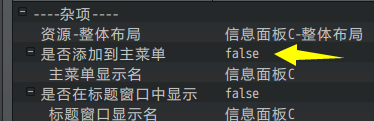 ----杂项----
资源-整体布局 信息面板C-整体布局
是否添加到主菜单 false
主菜单显示名 信息面板C
是否在标题窗口中显示 false
标题窗口显示名 信息面板C